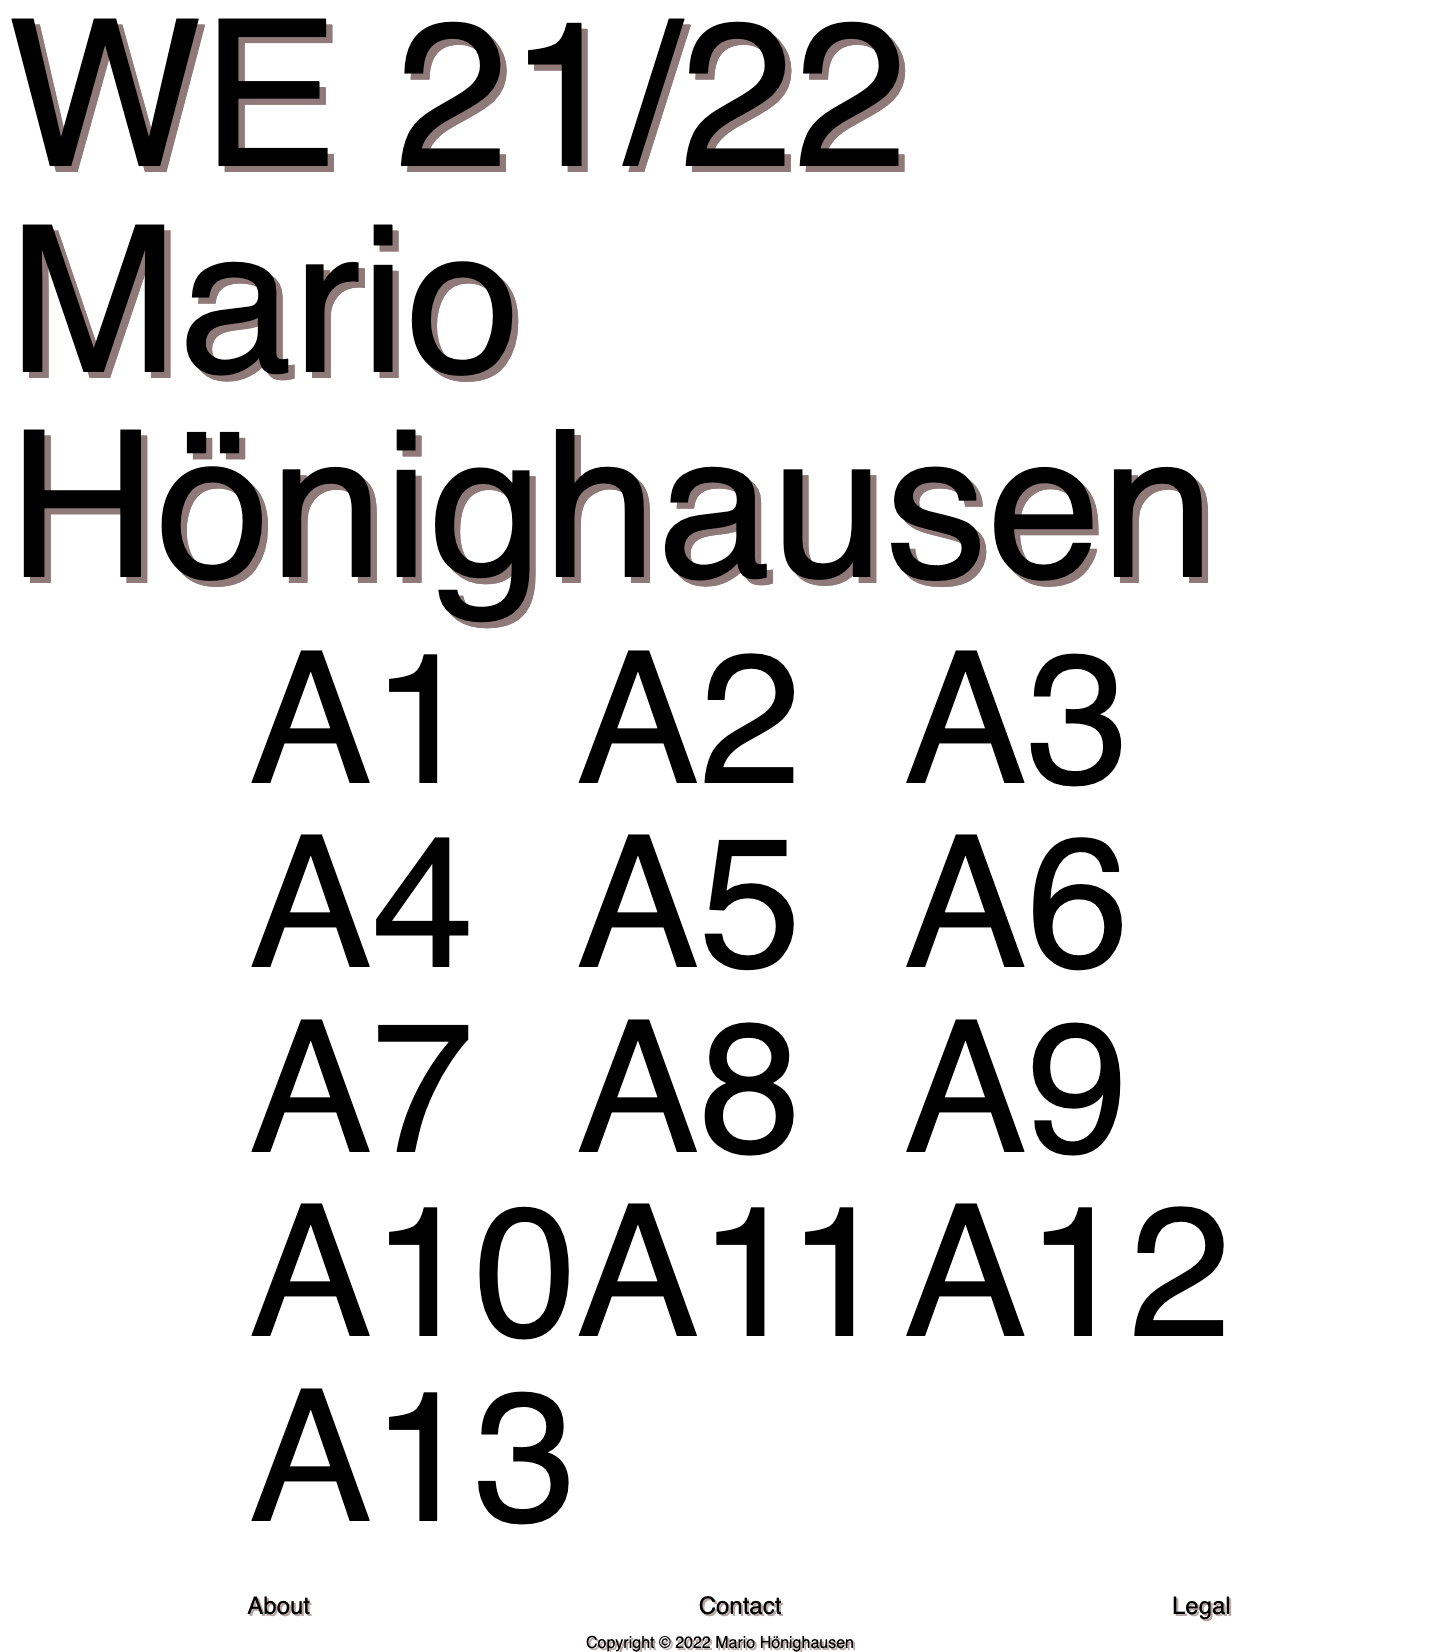 WE 21/22
Mario
Hönighausen
A1 A2 A3
A4 A5 A6
A7 A8 A9
A10 A11 A12
A13
About Contact Legal
Copyright © 2022 Mario Hönighausen